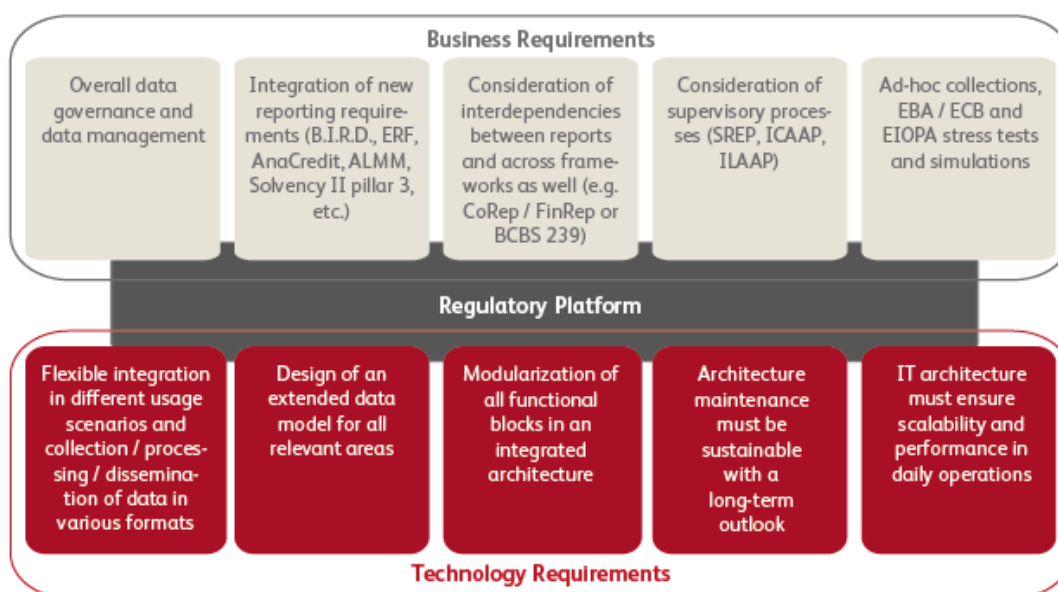 Business Requirements
Overall data
governance and
data management
Integration of new
reporting require-
ments (B.I.R.D., ERF,
AnaCredit, ALMM,
Solvency II pillar 3,
etc.)
Consideration of
interdependencies
between reports
and across frame-
works as well (e.g.
CoRep / FinRep or
BCBS 239)
Consideration of
supervisory proces-
ses (SREP, ICAAP,
ILAAP)
Ad-hoc collections,
EBA / ECB and
EIOPA stress tests
and simulations
Regulatory Platform
Flexible integration
in different usage
scenarios and
collection / proces-
sing / dissemina-
tion of data in
various formats
Design of an
extended data
model for all
relevant areas
Modularization of
all functional
blocks in an
integrated
architecture
Architecture
maintenance
must be
sustainable
with a
long-term
outlook
IT architecture
must ensure
scalability and
performance in
daily operations
Technology Requirements